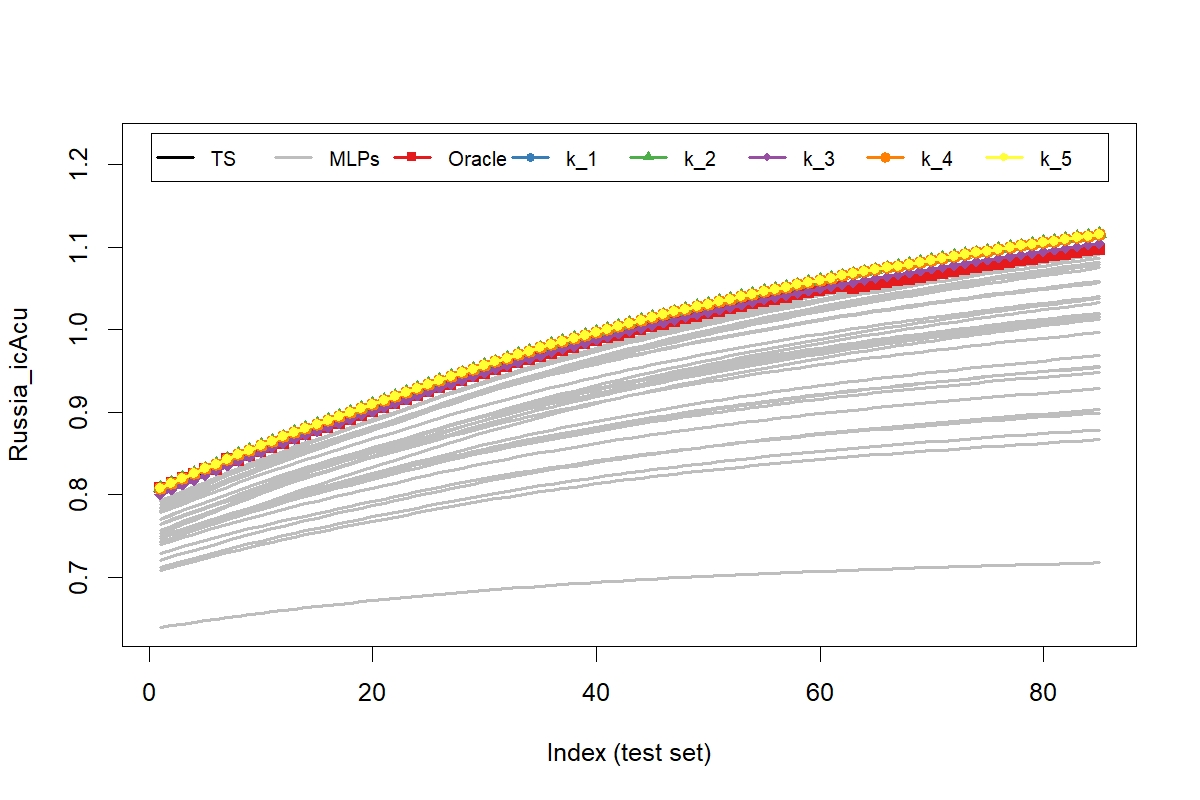 TS MLPs Oracle k_1 k_2 k_3 k_4 k_5
1.2
1.1
1.0
0.9
0.8
0.7
Russia_icAcu
0 20 40 60 80
Index (test set)